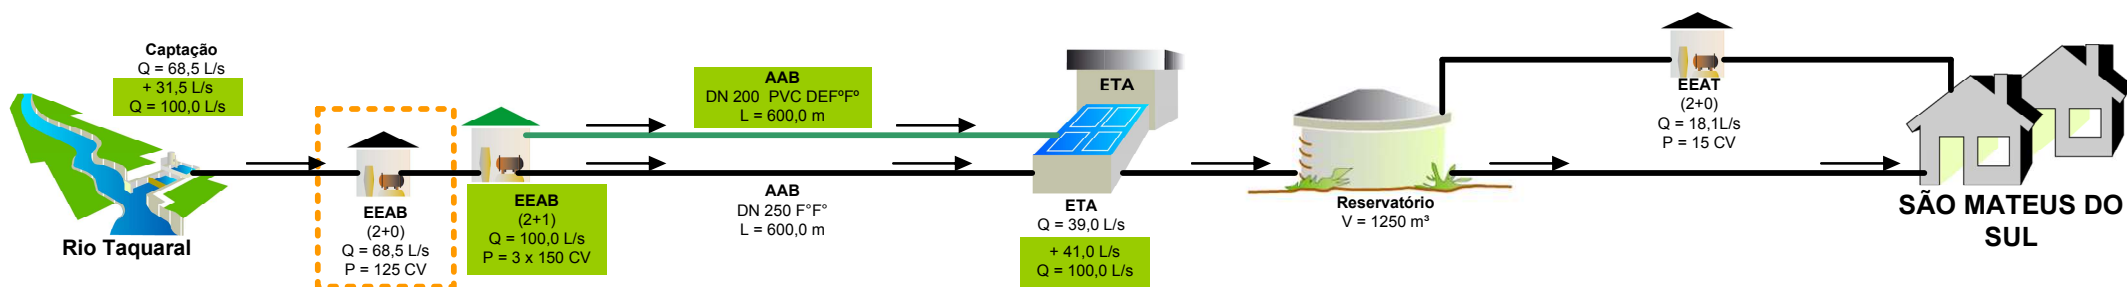 Captação
Q = 68,5 L/s
+ 31,5 L/s
Q = 100,0 L/s
Rio Taquaral
EEAB
(2+0)
Q = 68,5 L/s
P = 125 CV
EEAB
(2+1)
Q = 100,0 L/s
P = 3 x 150 CV
AAB
DN 200 PVC DEFºFº
L = 600,0 m
AAB
DN 250 F°F°
L = 600,0 m
ETA
ETA
Q = 39,0 L/s
+ 41,0 L/s
Q = 100,0 L/s
Reservatório
V = 1250 m³
EEAT
(2+0)
Q = 18,1L/s
P = 15 CV
SÃO MATEUS DO
SUL